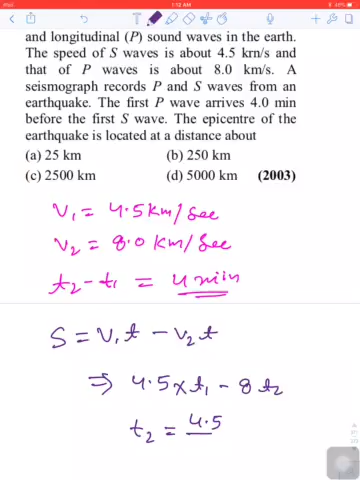 1:12 AM
and longitudinal (P) sound waves in the earth.
The speed of S waves is about 4.5 krn/s and
that of P waves is about 8.0 km/s. A
seismograph records P and S waves from an
earthquake. The first P wave arrives 4.0 min
before the first S wave. The epicentre of the
earthquake is located at a distance about
(a) 25 km (b) 250 km
(c) 2500 km (d) 5000 km (2003)
V₁ = 4.5 km/sec
V₂ = 8.0 km/sec
t₂ - t₁ = 4 min
S = V₁t - V₂t
⇒ 4.5 × t₁ - 8 t₂
t₂ = 4.5